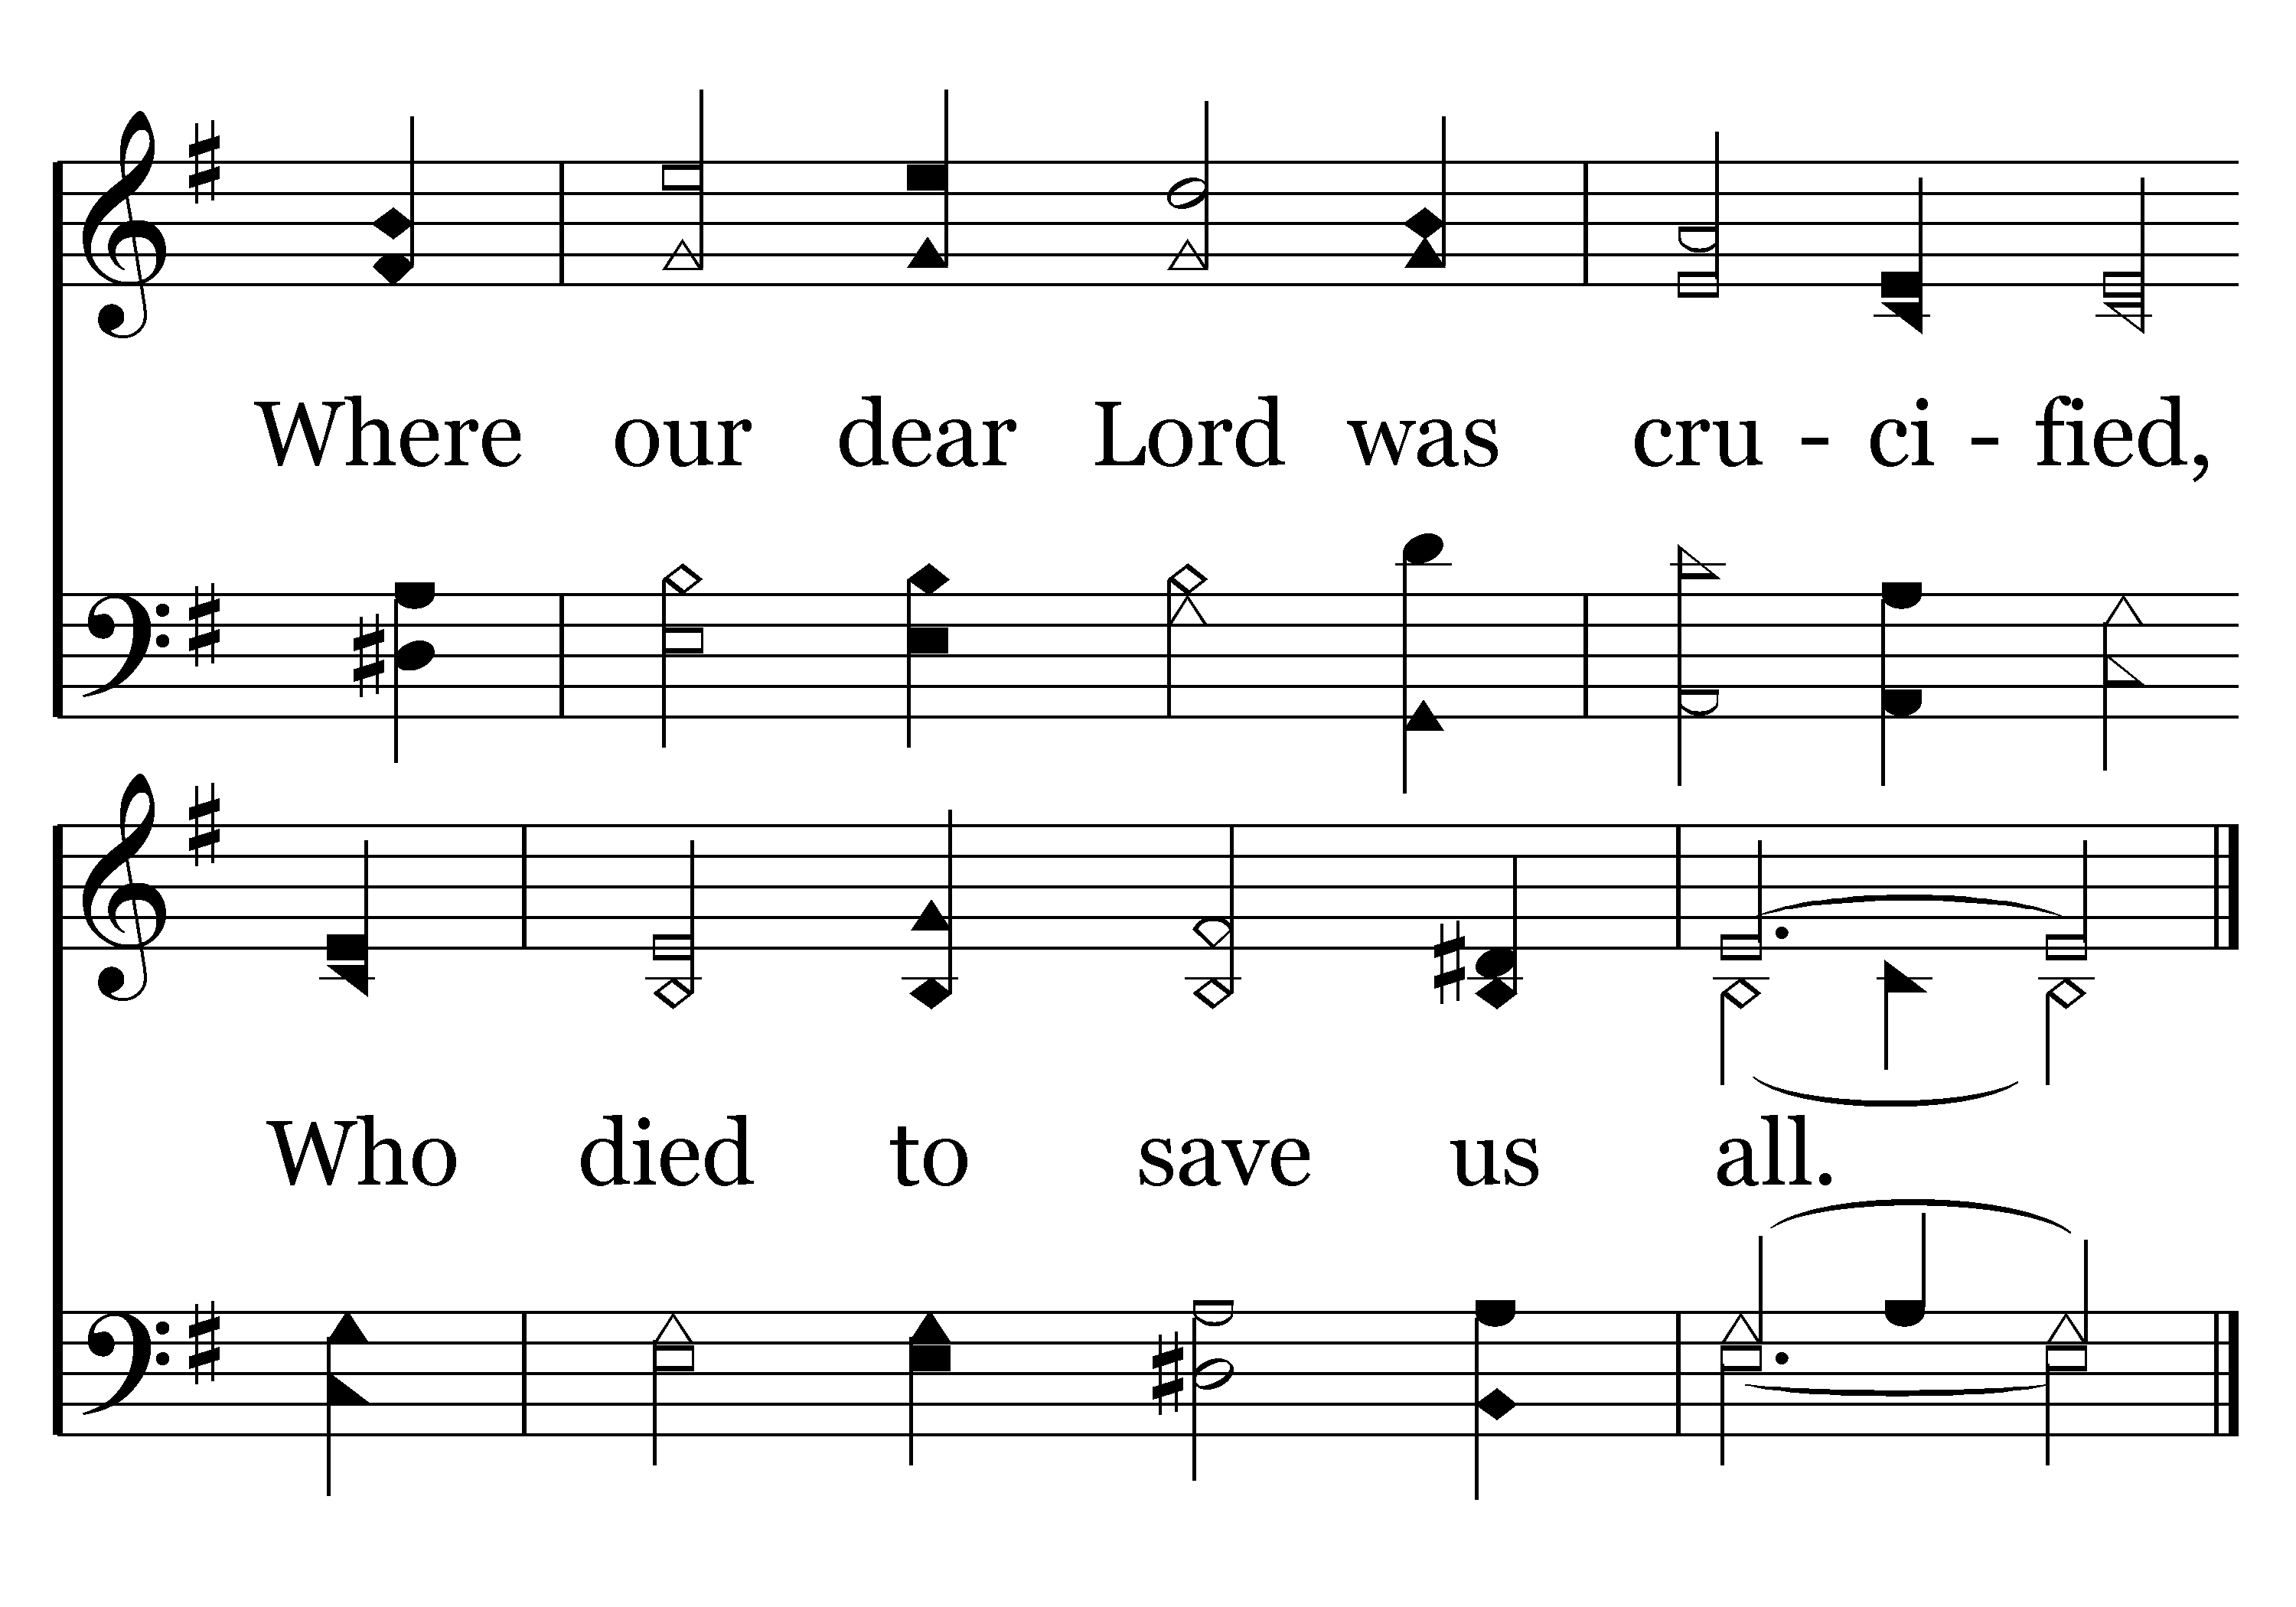 Where our dear Lord was cru - ci - fied,
Who died to save us all.